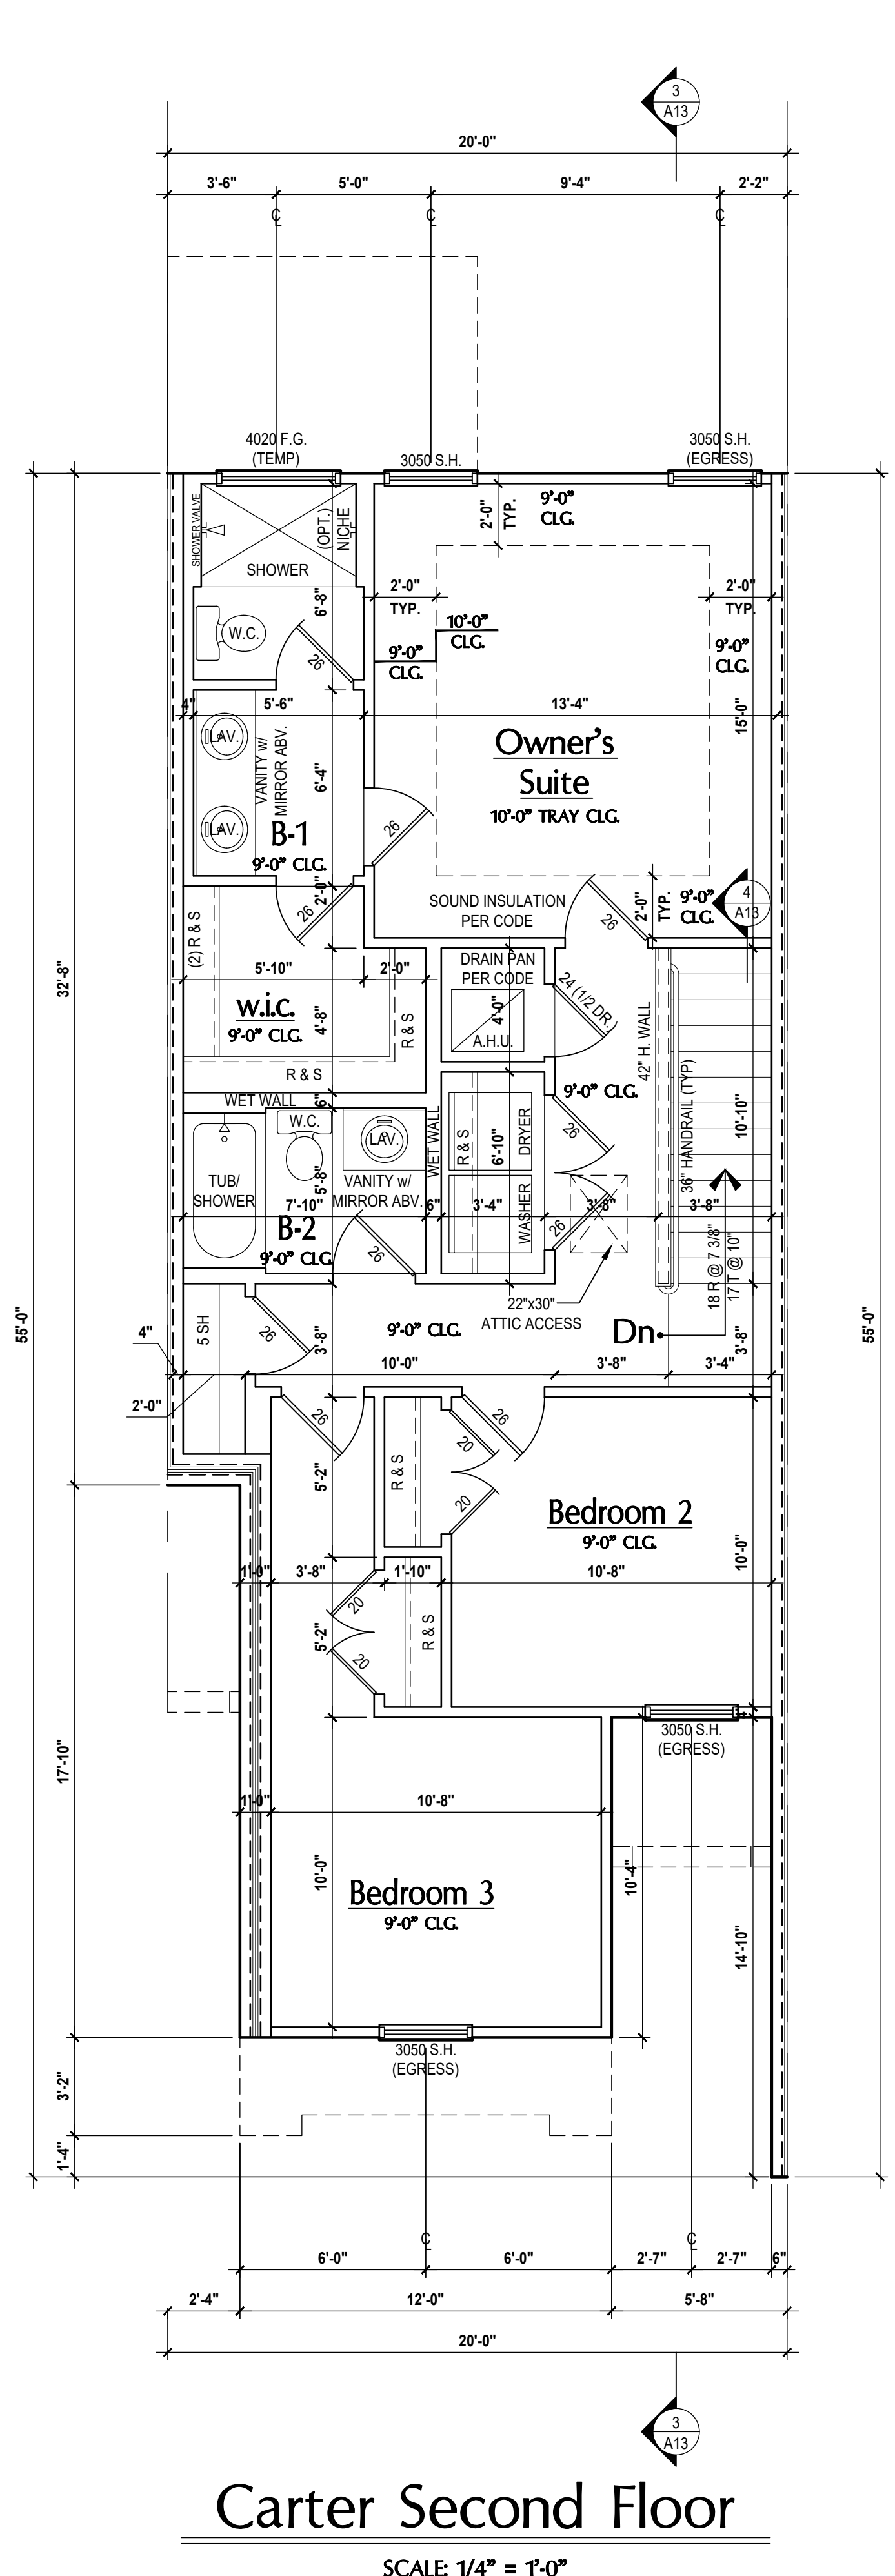 3
A13
20'-0"
3'-6"
5'-0"
9'-4"
2'-2"
℄
℄
℄
4020 F.G.
(TEMP)
3050 S.H.
3050 S.H.
(EGRESS)
SHOWER VALVE
(OPT.)
NICHE
SHOWER
2'-0"
TYP.
9'-0"
CLG.
6'-8"
2'-0"
TYP.
2'-0"
TYP.
W.C.
26
10'-0"
CLG.
9'-0"
CLG.
9'-0"
CLG.
4"
5'-6"
13'-4"
15'-0"
LAV.
VANITY w/
MIRROR ABV.
6'-4"
Owner's
Suite
10'-0" TRAY CLG.
LAV.
B-1
9'-0" CLG.
26
2'-0"
26
(2) R & S
SOUND INSULATION
PER CODE
26
2'-0"
TYP.
9'-0"
CLG.
4
A13
32'-8"
5'-10"
2'-0"
DRAIN PAN
PER CODE
24 (1/2 DR.)
w.i.c.
9'-0" CLG.
4'-8"
R & S
4'-0"
A.H.U.
42" H. WALL
R & S
9'-0" CLG.
36" HANDRAIL (TYP)
10'-10"
WET WALL
6"
W.C.
LAV.
WET WALL
R & S
6'-10"
DRYER
26
TUB/
SHOWER
5'-8"
VANITY w/
MIRROR ABV.
7'-10"
6"
3'-4"
WASHER
3'-8"
3'-8"
B-2
9'-0" CLG.
26
26
18 R @ 7 3/8"
17 T @ 10"
22"x30"
ATTIC ACCESS
5 SH
26
3'-8"
9'-0" CLG.
Dn
3'-8"
55'-0"
55'-0"
4"
10'-0"
3'-8"
3'-4"
2'-0"
26
26
R & S
20
5'-2"
20
Bedroom 2
9'-0" CLG.
10'-0"
1'-0"
3'-8"
1'-10"
10'-8"
20
5'-2"
R & S
20
3050 S.H.
(EGRESS)
17'-10"
1'-0"
10'-8"
10'-0"
Bedroom 3
9'-0" CLG.
10'-4"
14'-10"
3050 S.H.
(EGRESS)
3'-2"
1'-4"
℄
℄
6'-0"
6'-0"
2'-7"
2'-7"
6"
2'-4"
12'-0"
5'-8"
20'-0"
3
A13
Carter Second Floor
SCALE: 1/4" = 1'-0"